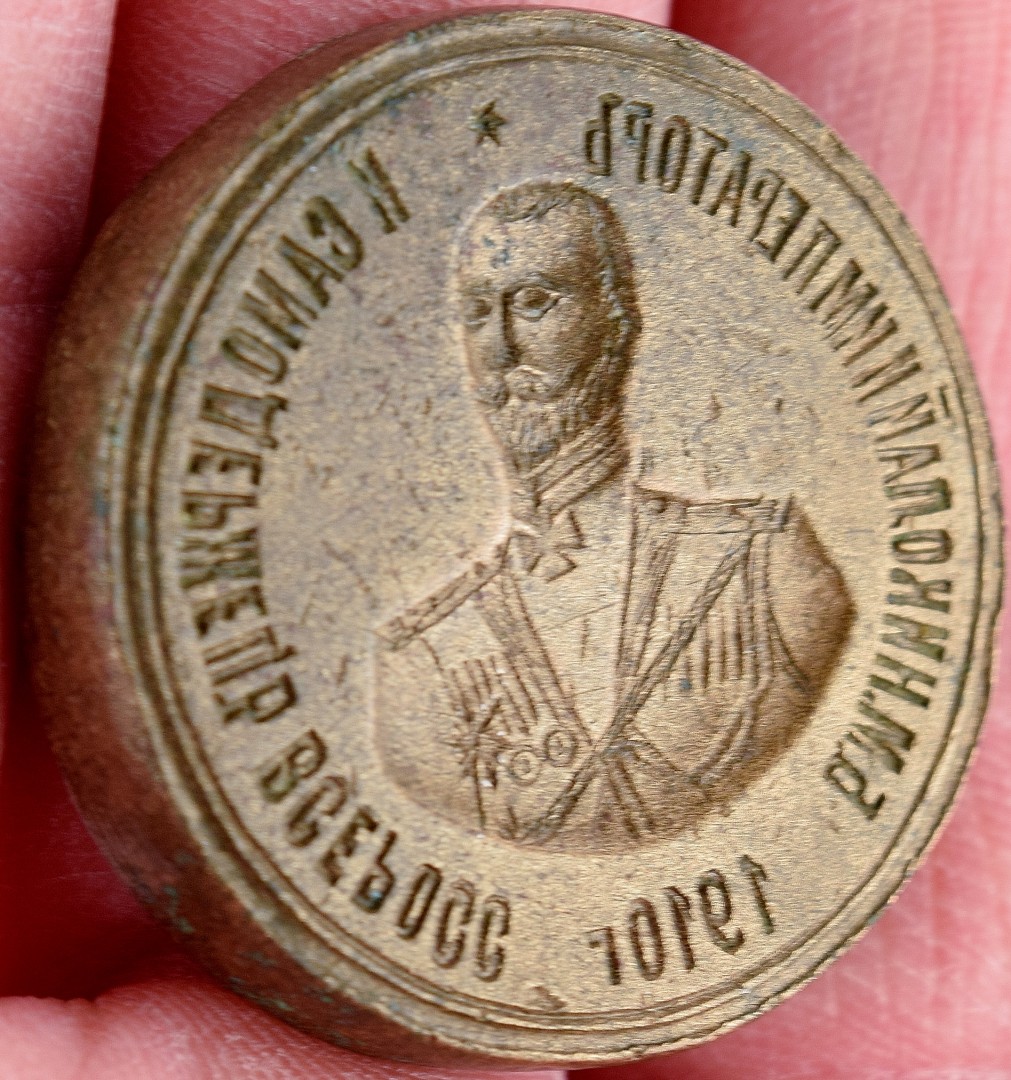 Б.М. НИКОЛАЙ II ИМПЕРАТОРЪ
И САМОДЕРЖЕЦЪ ВСЕРОСС
1910г